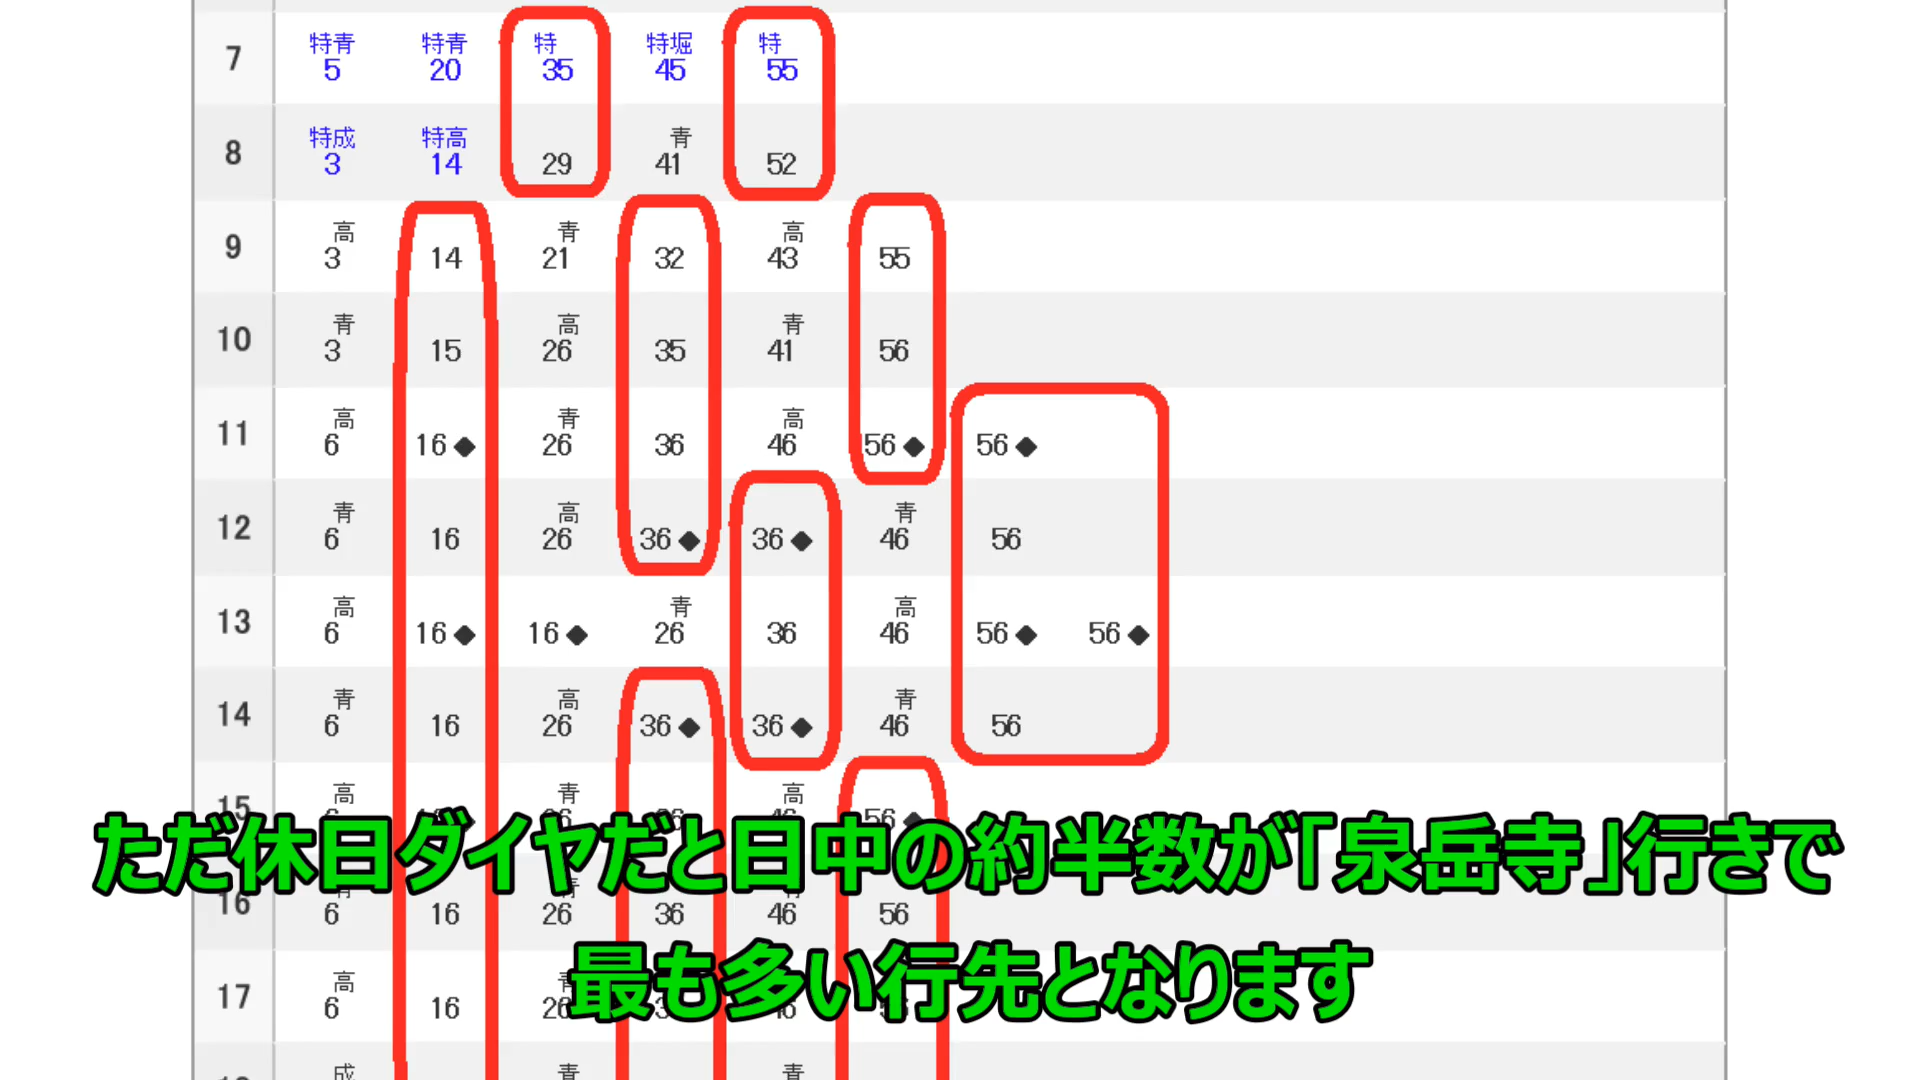 特青 特青 特 特堀 特
7 5 20 35 45 55
特成 特高 青
8 3 14 29 41 52
高 青 高
9 3 14 21 32 43 55
青 高 青
10 3 15 26 35 41 56
高 青 高
11 6 16◆ 26 36 46 56◆ 56◆
青 高 青
12 6 16 26 36◆ 36◆ 46 56
高 青 高
13 6 16◆ 16◆ 26 36 46 56◆ 56◆
青 高 青
14 6 16 26 36◆ 36◆ 46 56
高 青 高
15 56
ただ休日ダイヤだと日中の約半数が「泉岳寺」行きで
16 6 16 26 36 46 56
高
17 6 16
最も多い行先となります
成 青 青